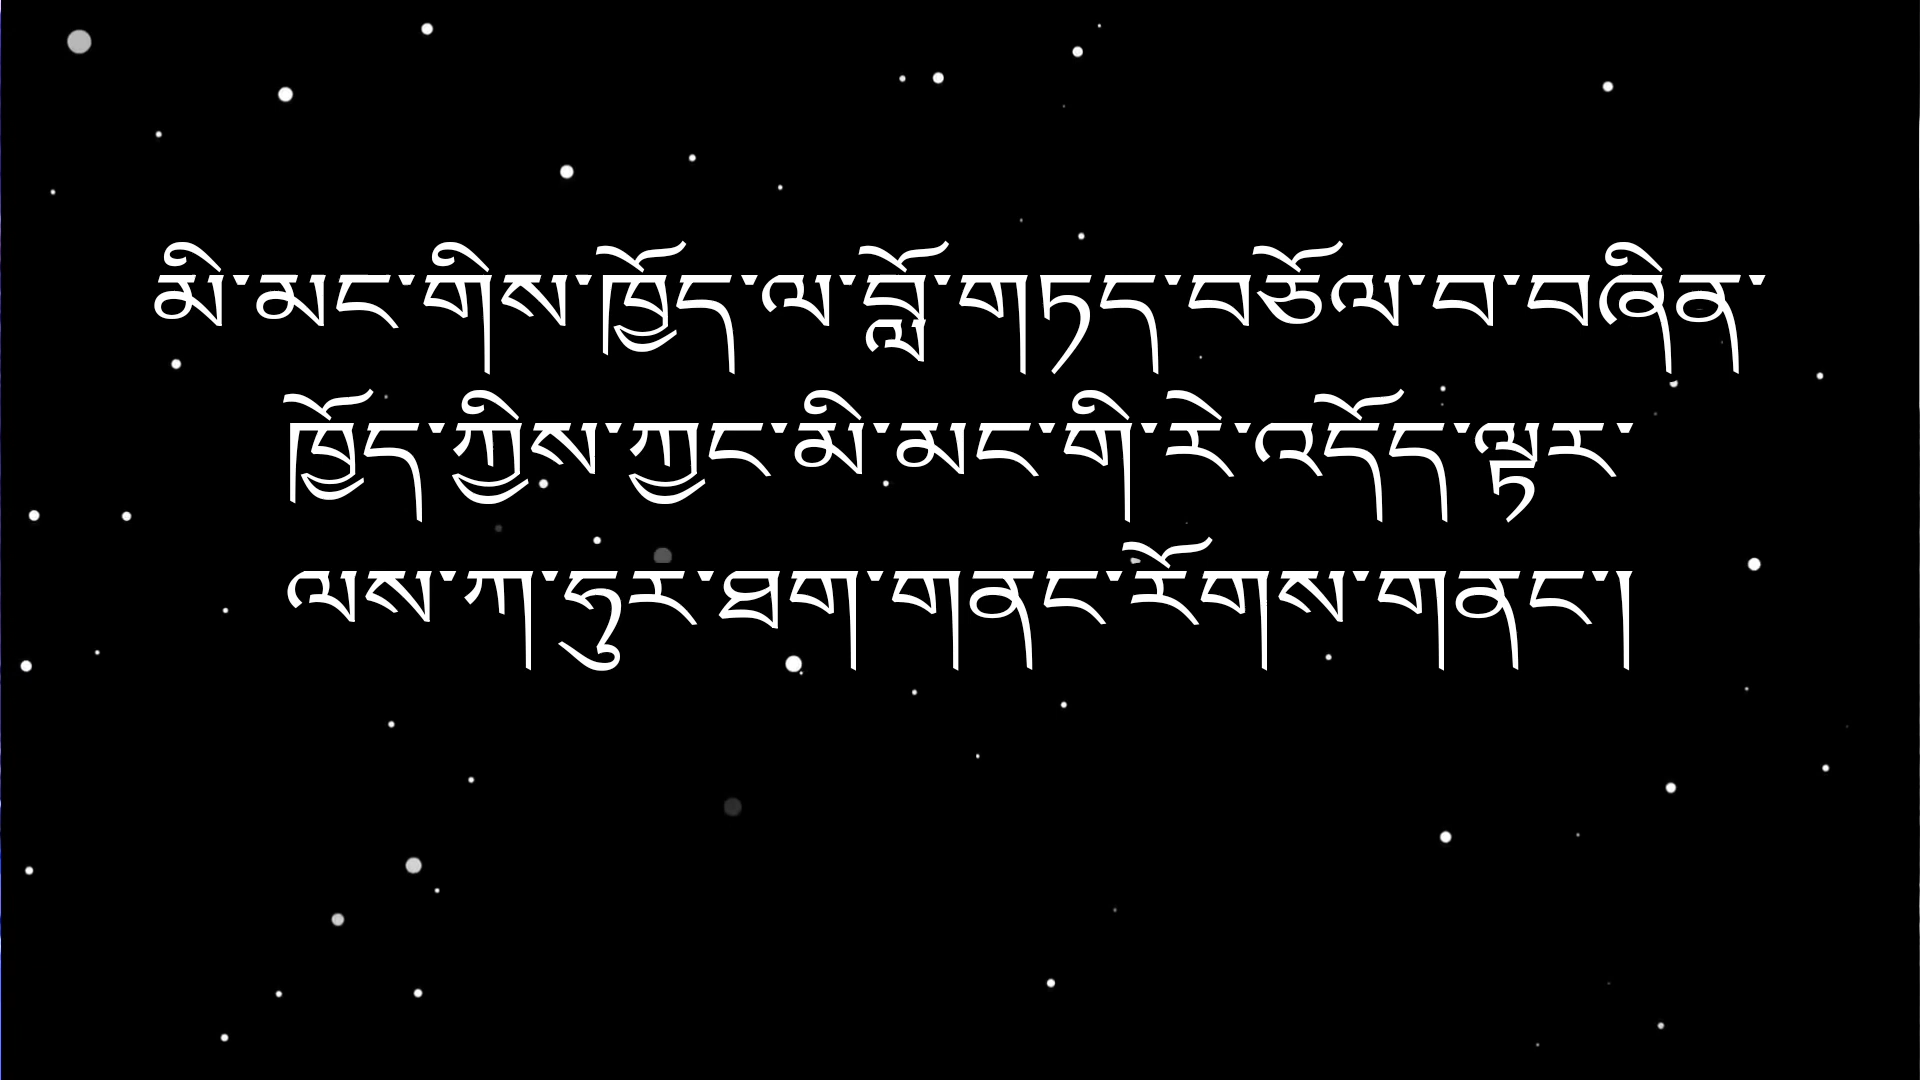 མི་མང་གིས་ཁྱོད་ལ་བློ་གཏད་བཅོལ་བ་བཞིན་
ཁྱོད་ཀྱིས་ཀྱང་མི་མང་གི་རེ་འདོད་ལྟར་
ལས་ཀ་ཧུར་ཐག་གནང་རོགས་གནང་།